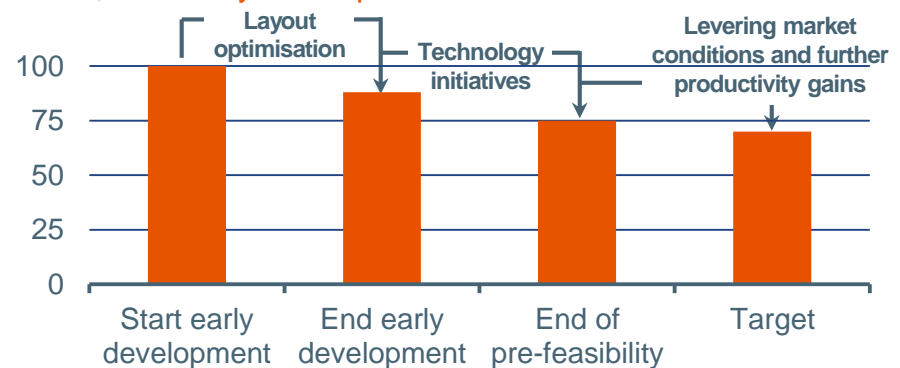 Layout
optimisation
Technology
initiatives
Levering market
conditions and further
productivity gains
100
75
50
25
0
Start early
development
End early
development
End of
pre-feasibility
Target